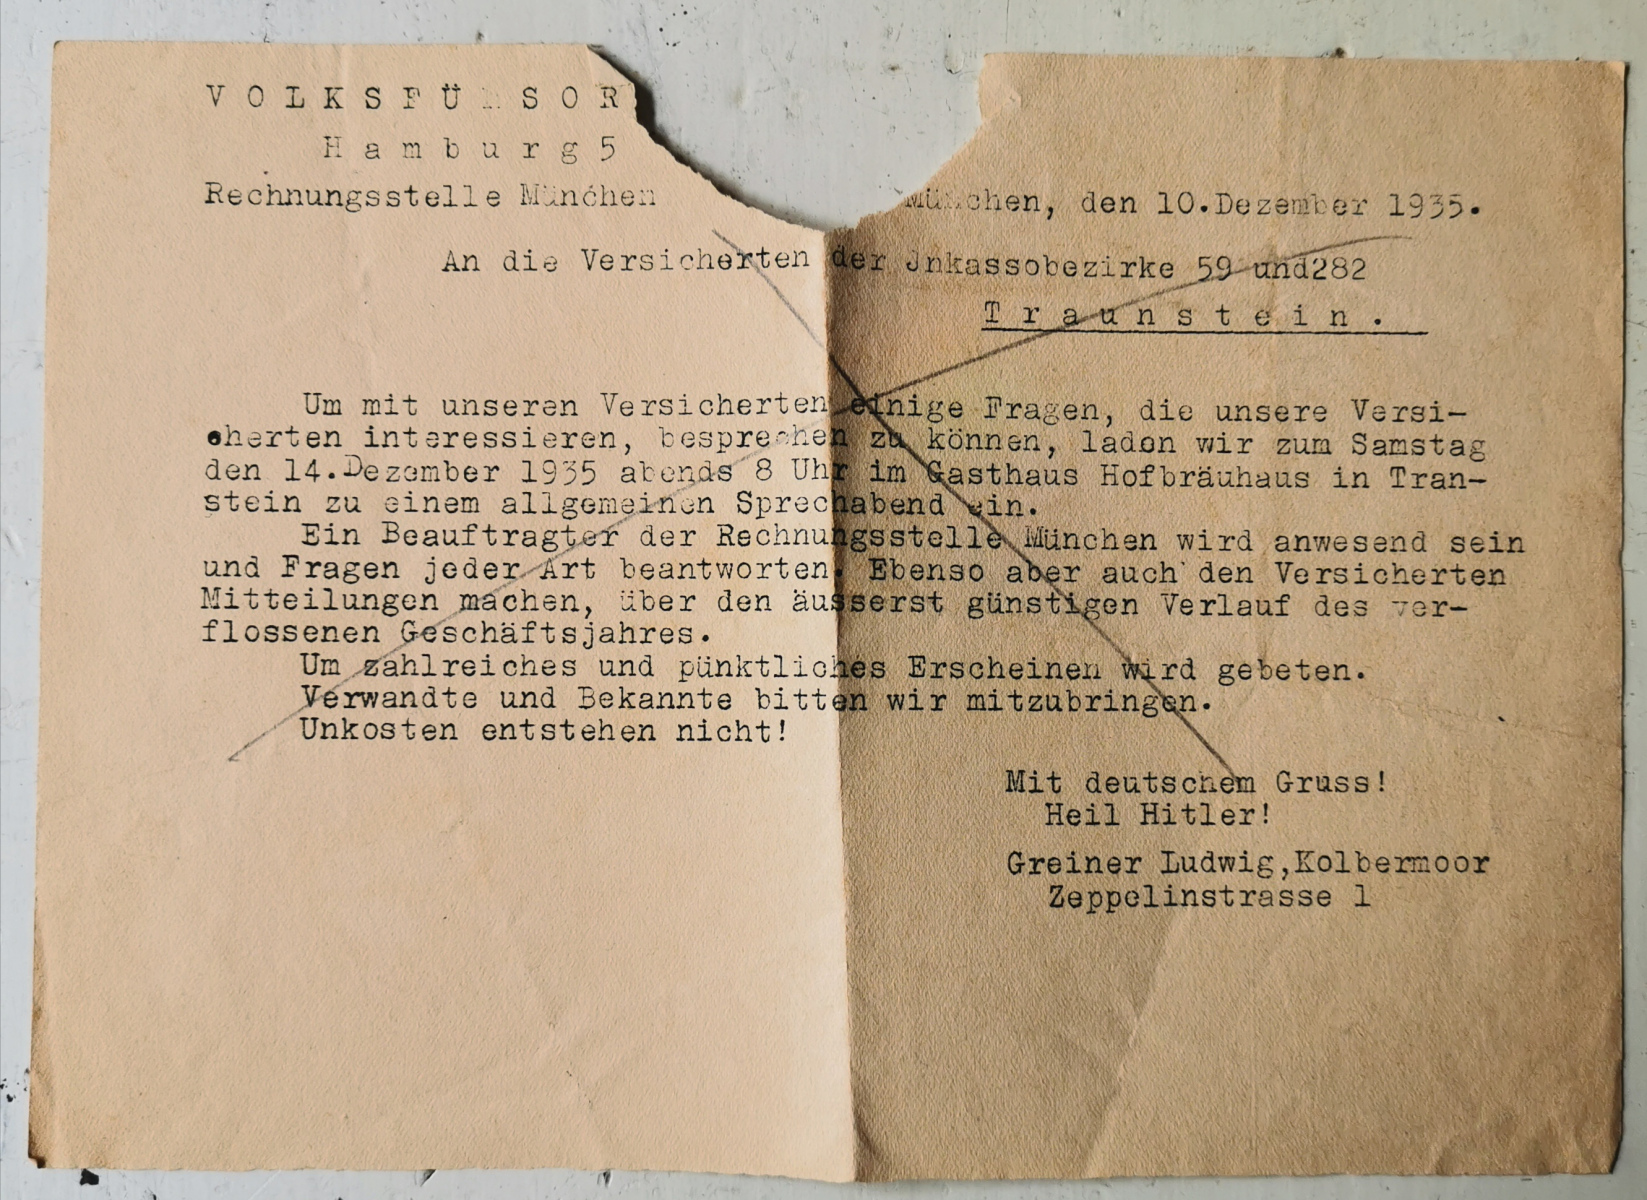 V O L K S F Ü R S O R
H a m b u r g 5
Rechnungsstelle München
München, den 10.Dezember 1935.
An die Versicherten der Jnkassobezirke 59 und282
T r a u n s t e i n .
Um mit unseren Versicherten einige Fragen, die unsere Versi-
cherten interessieren, besprechen zu können, laden wir zum Samstag
den 14.Dezember 1935 abends 8 Uhr im Gasthaus Hofbräuhaus in Tran-
stein zu einem allgemeinen Sprechabend ein.
Ein Beauftragter der Rechnungsstelle München wird anwesend sein
und Fragen jeder Art beantworten. Ebenso aber auch den Versicherten
Mitteilungen machen, über den äusserst günstigen Verlauf des ver-
flossenen Geschäftsjahres.
Um zahlreiches und pünktliches Erscheinen wird gebeten.
Verwandte und Bekannte bitten wir mitzubringen.
Unkosten entstehen nicht!
Mit deutschem Gruss!
Heil Hitler!
Greiner Ludwig,Kolbermoor
Zeppelinstrasse 1